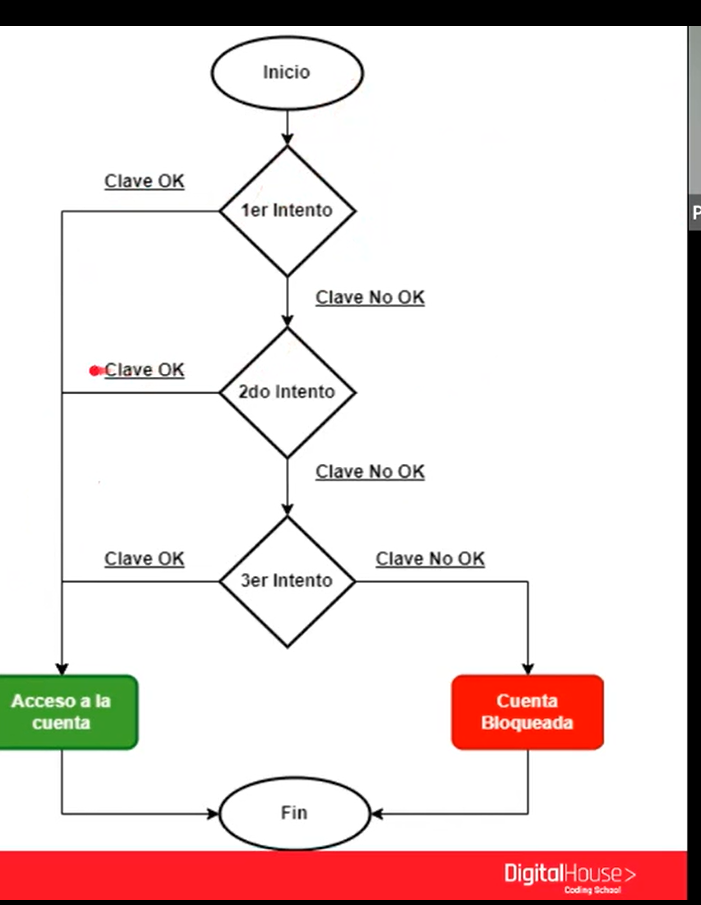 Inicio
Clave OK
1er Intento
Clave No OK
Clave OK
2do Intento
Clave No OK
Clave OK
Clave No OK
3er Intento
Acceso a la
cuenta
Cuenta
Bloqueada
Fin
DigitalHouse>
Coding School
P